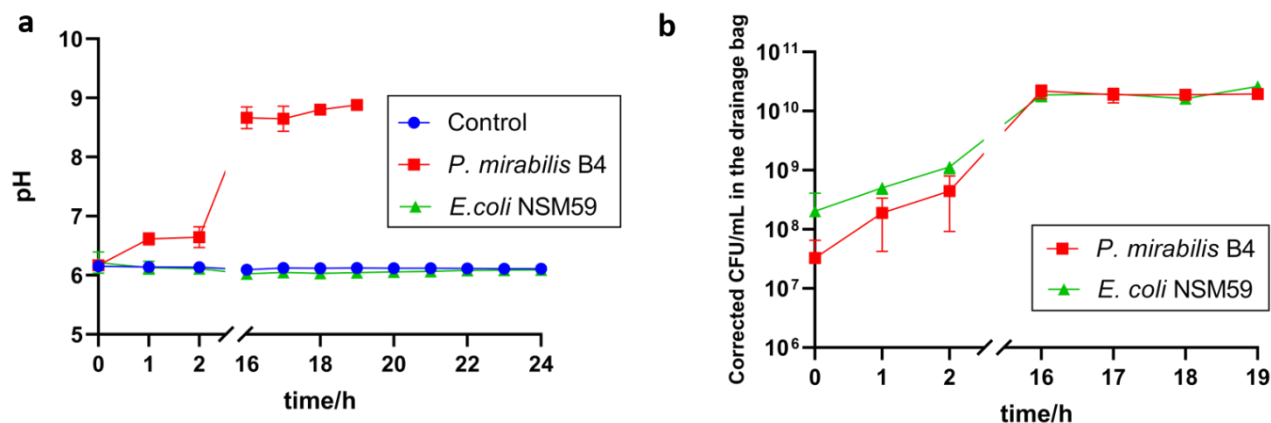 a
pH
10
9
8
7
6
5
0 1 2 16 18 20 22 24
time/h
Control
P. mirabilis B4
E.coli NSM59
b
Corrected CFU/mL in the drainage bag
10¹¹
10¹⁰
10⁹
10⁸
10⁷
10⁶
0 1 2 16 17 18 19
time/h
P. mirabilis B4
E. coli NSM59